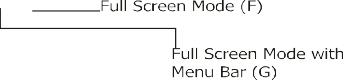 Full Screen Mode (F)
Full Screen Mode with
Menu Bar (G)